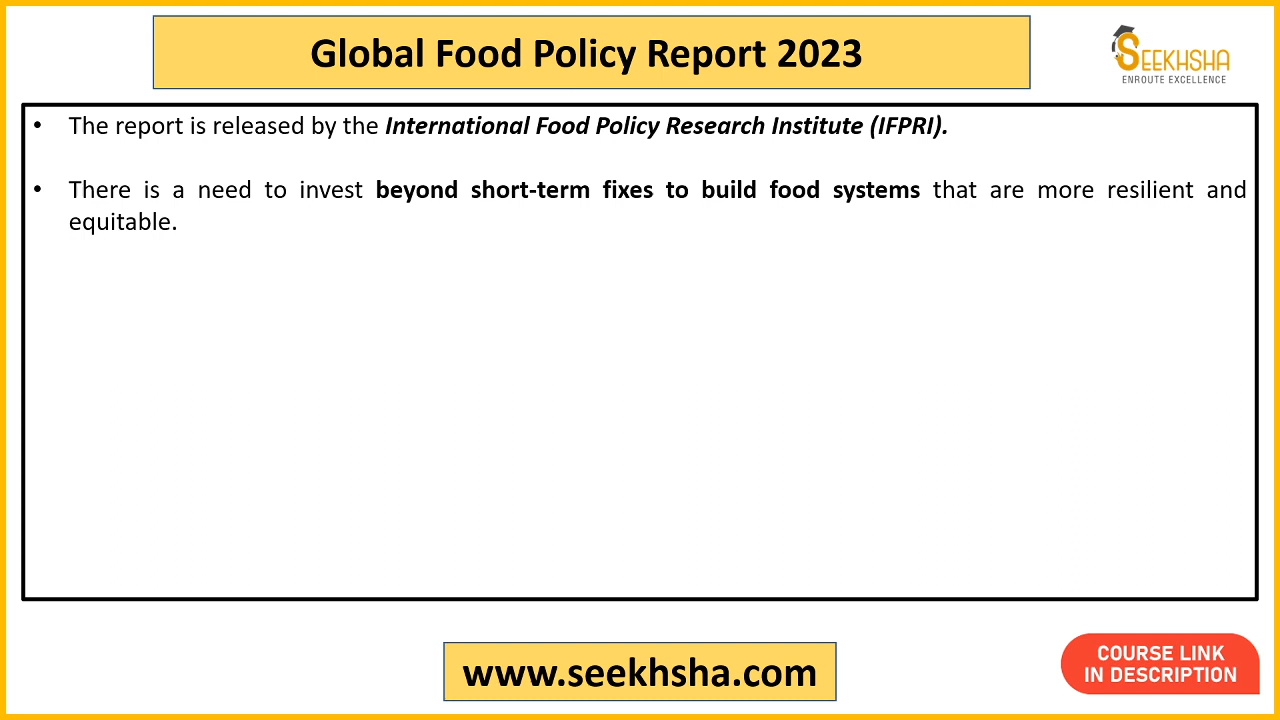 Global Food Policy Report 2023
SEEKHSHA
ENROUTE EXCELLENCE
• The report is released by the International Food Policy Research Institute (IFPRI).
• There is a need to invest beyond short-term fixes to build food systems that are more resilient and
equitable.
www.seekhsha.com
COURSE LINK
IN DESCRIPTION